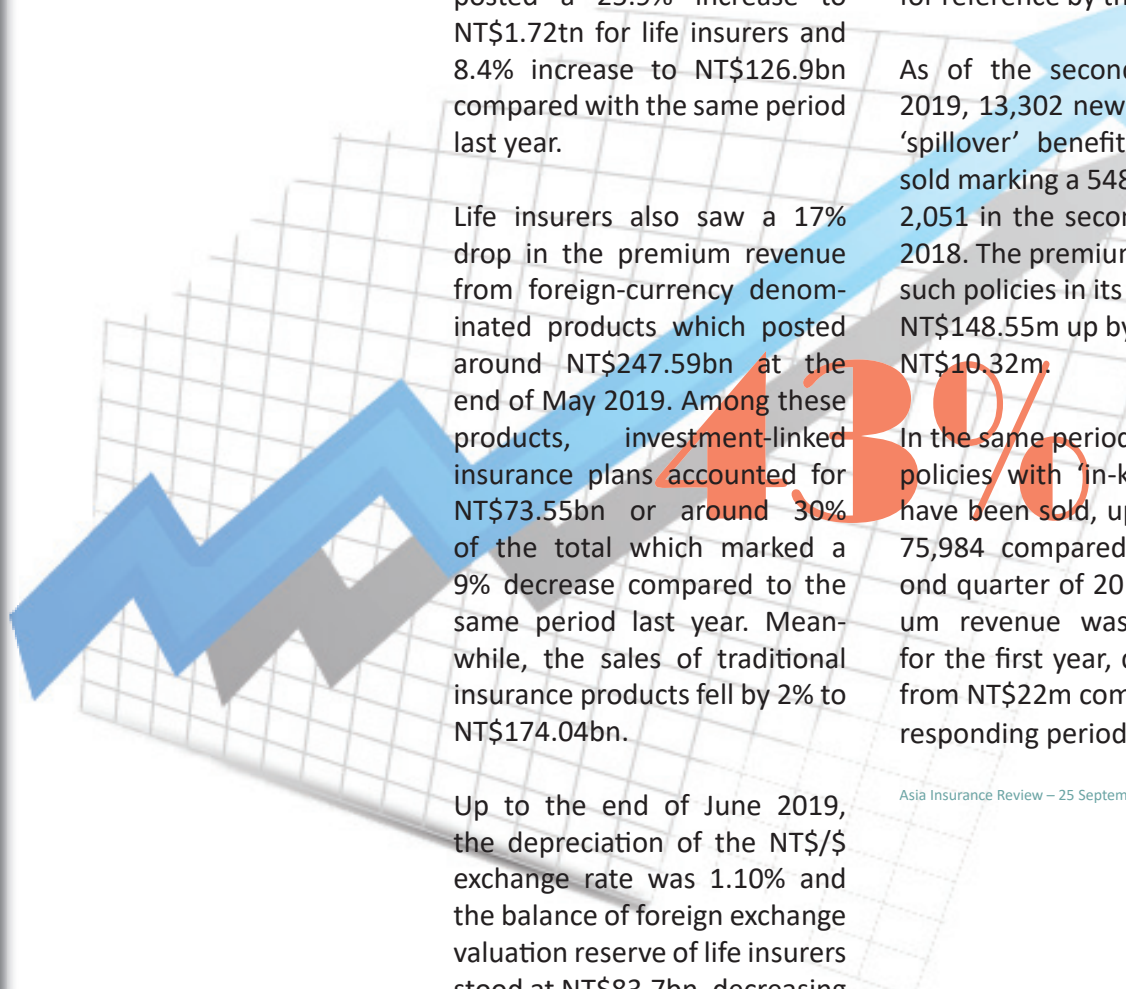 posted a 25.5% increase to
NT$1.72tn for life insurers and
8.4% increase to NT$126.9bn
compared with the same period
last year.
Life insurers also saw a 17%
drop in the premium revenue
from foreign-currency denom-
inated products which posted
around NT$247.59bn at the
end of May 2019. Among these
products, investment-linked
insurance plans accounted for
NT$73.55bn or around 30%
of the total which marked a
9% decrease compared to the
same period last year. Mean-
while, the sales of traditional
insurance products fell by 2% to
NT$174.04bn.
Up to the end of June 2019,
the depreciation of the NT$/$
exchange rate was 1.10% and
the balance of foreign exchange
valuation reserve of life insurers
stood at NT$83.7bn, decreasing
for reference by th
As of the second
2019, 13,302 new
‘spillover’ benefit
sold marking a 548
2,051 in the secon
2018. The premium
such policies in its
NT$148.55m up by
NT$10.32m.
In the same period
policies with ‘in-k
have been sold, up
75,984 compared
ond quarter of 20
um revenue was
for the first year, d
from NT$22m com
responding period
Asia Insurance Review – 25 Septem
43%